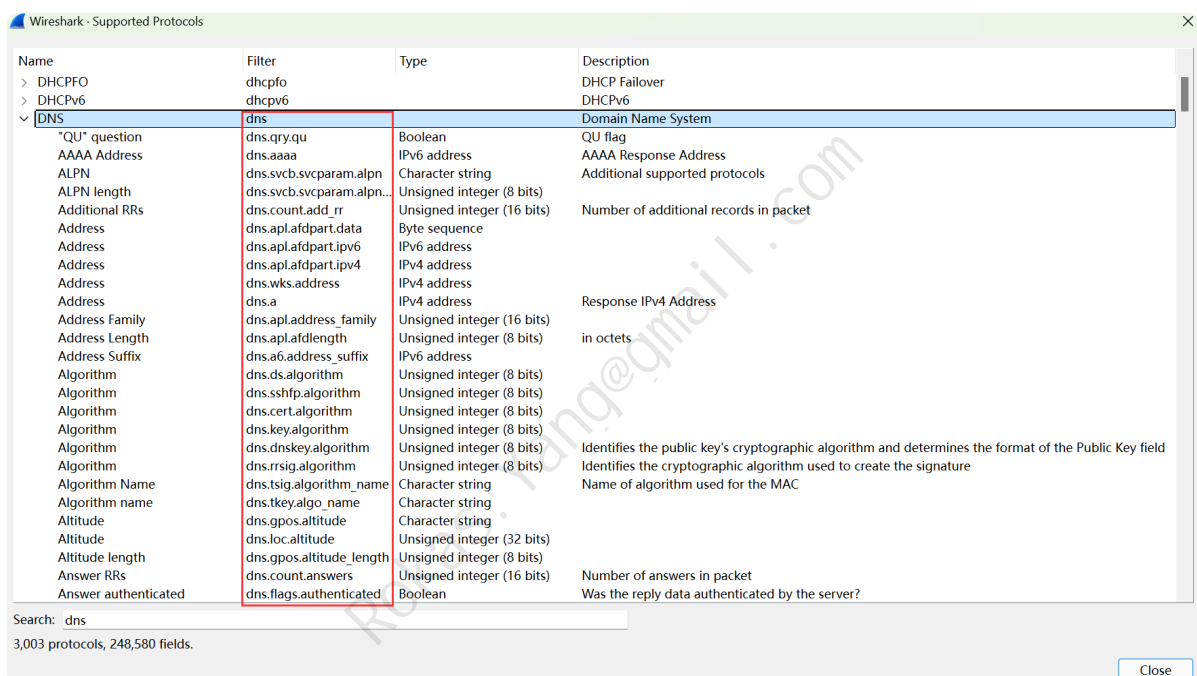 Wireshark · Supported Protocols
Name Filter Type Description
DHCPFO dhcpfo DHCP Failover
DHCPv6 dhcpv6 DHCPv6
DNS dns Domain Name System
"QU" question dns.qry.qu Boolean QU flag
AAAA Address dns.aaaa IPv6 address AAAA Response Address
ALPN dns.svcb.svcparam.alpn Character string Additional supported protocols
ALPN length dns.svcb.svcparam.alpn... Unsigned integer (8 bits)
Additional RRs dns.count.add_rr Unsigned integer (16 bits) Number of additional records in packet
Address dns.apl.afdpart.data Byte sequence
Address dns.apl.afdpart.ipv6 IPv6 address
Address dns.apl.afdpart.ipv4 IPv4 address
Address dns.wks.address IPv4 address
Address dns.a IPv4 address Response IPv4 Address
Address Family dns.apl.address_family Unsigned integer (16 bits)
Address Length dns.apl.afdlength Unsigned integer (8 bits) in octets
Address Suffix dns.a6.address_suffix IPv6 address
Algorithm dns.ds.algorithm Unsigned integer (8 bits)
Algorithm dns.sshfp.algorithm Unsigned integer (8 bits)
Algorithm dns.cert.algorithm Unsigned integer (8 bits)
Algorithm dns.key.algorithm Unsigned integer (8 bits)
Algorithm dns.dnskey.algorithm Unsigned integer (8 bits) Identifies the public key's cryptographic algorithm and determines the format of the Public Key field
Algorithm dns.rrsig.algorithm Unsigned integer (8 bits) Identifies the cryptographic algorithm used to create the signature
Algorithm Name dns.tsig.algorithm_name Character string Name of algorithm used for the MAC
Algorithm name dns.tkey.algo_name Character string
Altitude dns.gpos.altitude Character string
Altitude dns.loc.altitude Unsigned integer (32 bits)
Altitude length dns.gpos.altitude_length Unsigned integer (8 bits)
Answer RRs dns.count.answers Unsigned integer (16 bits) Number of answers in packet
Answer authenticated dns.flags.authenticated Boolean Was the reply data authenticated by the server?
Search: dns
3,003 protocols, 248,580 fields.
Close